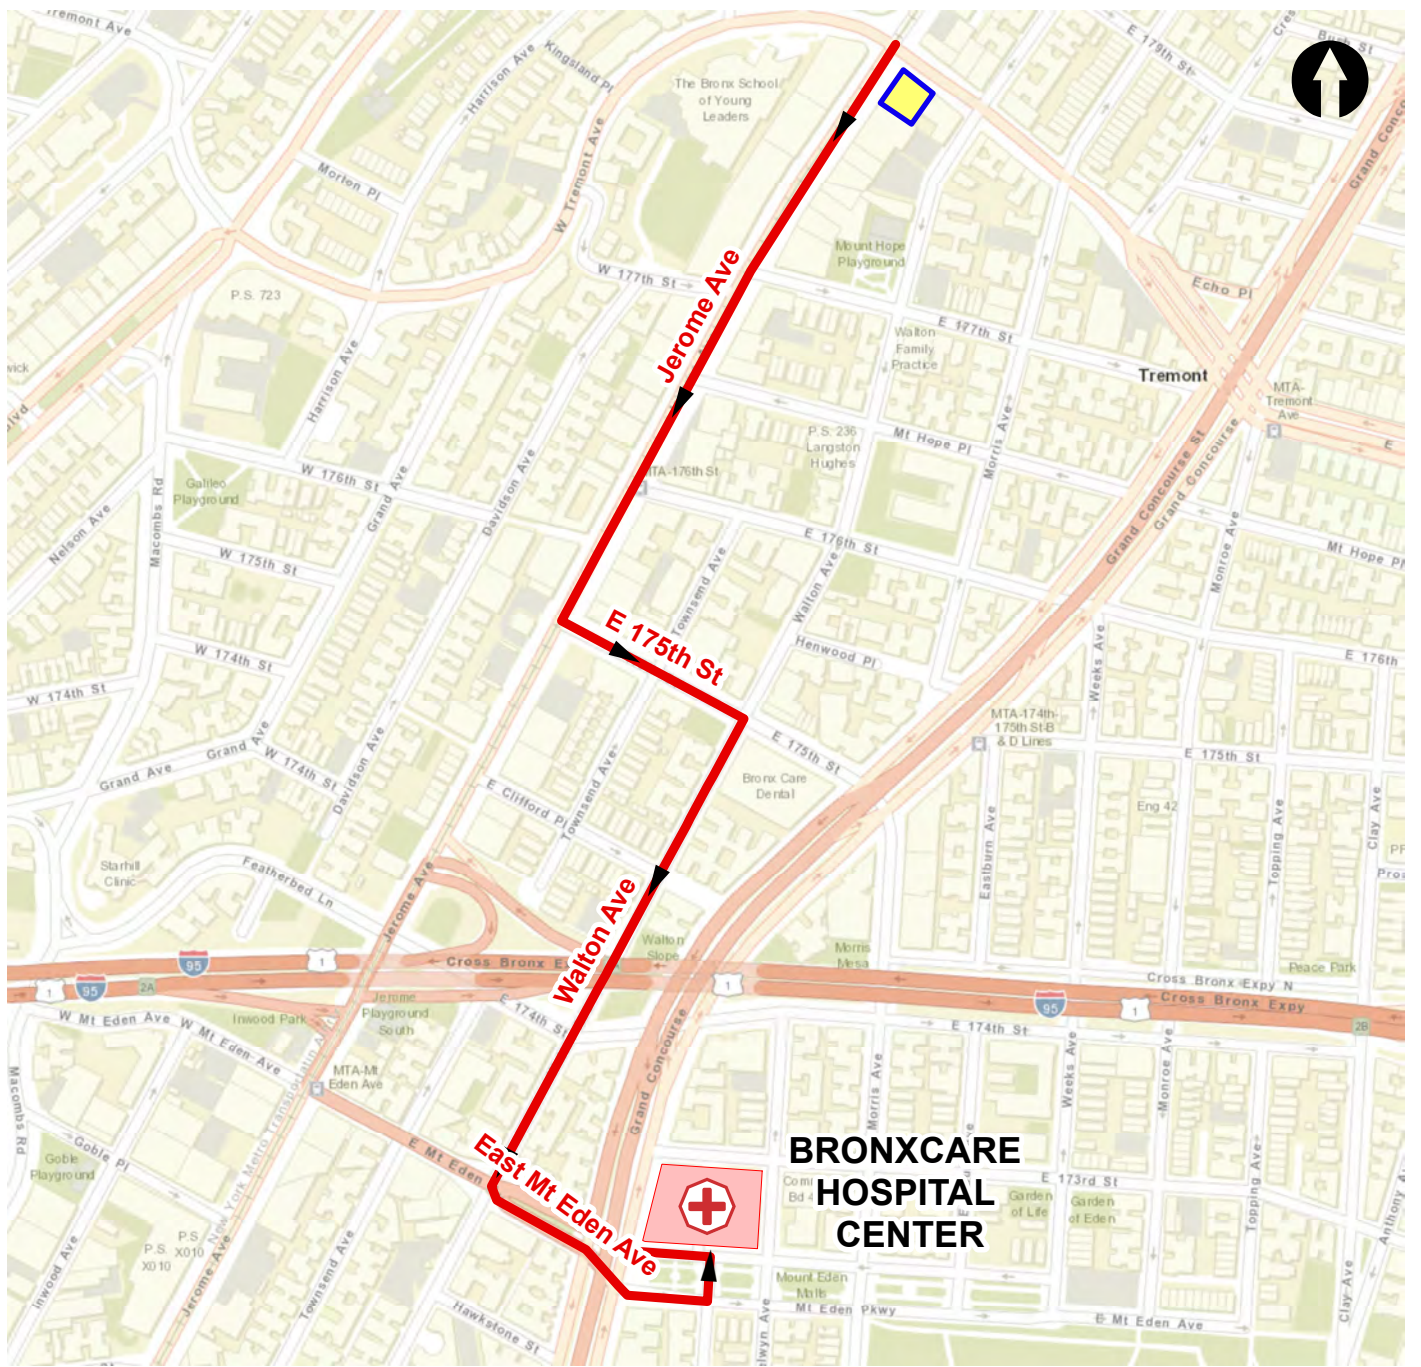 Tremont Ave
Harrison Ave
Kingsland Pl
E 179th St
Bush St
The Bronx School
of Young
Leaders
Grand Conc
Morton Pl
W Tremont Ave
Mount Hope
Playground
W 177th St
Echo Pl
P.S. 723
Jerome Ave
E 177th St
Walton
Family
Practice
Tremont
MTA-
Tremont
Ave
Harrison Ave
Blvd
P.S. 236
Langston
Hughes
Mt Hope Pl
Morris Ave
Grand Concourse St
Grand Concourse
E
W 176th St
MTA-176th St
Galileo
Playground
Grand Ave
Davidson Ave
Macombs Rd
Nelson Ave
W 175th St
E 176th St
Monroe Ave
Mt Hope Pl
Townsend Ave
Walton Ave
E 175th St
Henwood Pl
W 174th St
W 174th St
E 176th
Weeks Ave
MTA-174th-
175th St-B
& D Lines
E 175th St
E 175th St
Grand Ave
Grand Ave
W 174th St
Davidson Ave
Bronx Care
Dental
E Clifford Pl
Townsend Ave
Eng 42
Eastburn Ave
Topping Ave
Clay Ave
Starhill
Clinic
Featherbed Ln
Jerome Ave
Walton Ave
Walton
Slope
Morris
Mesa
Peace Park
95
1
Cross Bronx E
Cross Bronx Expy N
1
95
2A
1
95
1
Cross Bronx Expy
2B
W Mt Eden Ave
W Mt Eden Ave
Inwood Park
Jerome
Playground
South
E 174th St
E 174th St
Grand Concourse
MTA-Mt
Eden Ave
Macombs Rd
Morris Ave
Weeks Ave
Monroe Ave
Goble Pl
Goble
Playground
E Mt Eden
East Mt Eden Ave
BRONXCARE
HOSPITAL
CENTER
E 173rd St
Garden
of Life
Garden
of Eden
Topping Ave
Anthony Av
P.S.
X010
P.S
X010
Inwood Ave
Jerome Ave
Townsend Ave
Hawkstone St
Mount Eden
Malls
Mt Eden Pkwy
E Mt Eden Ave
Clay Ave
elwyn Ave